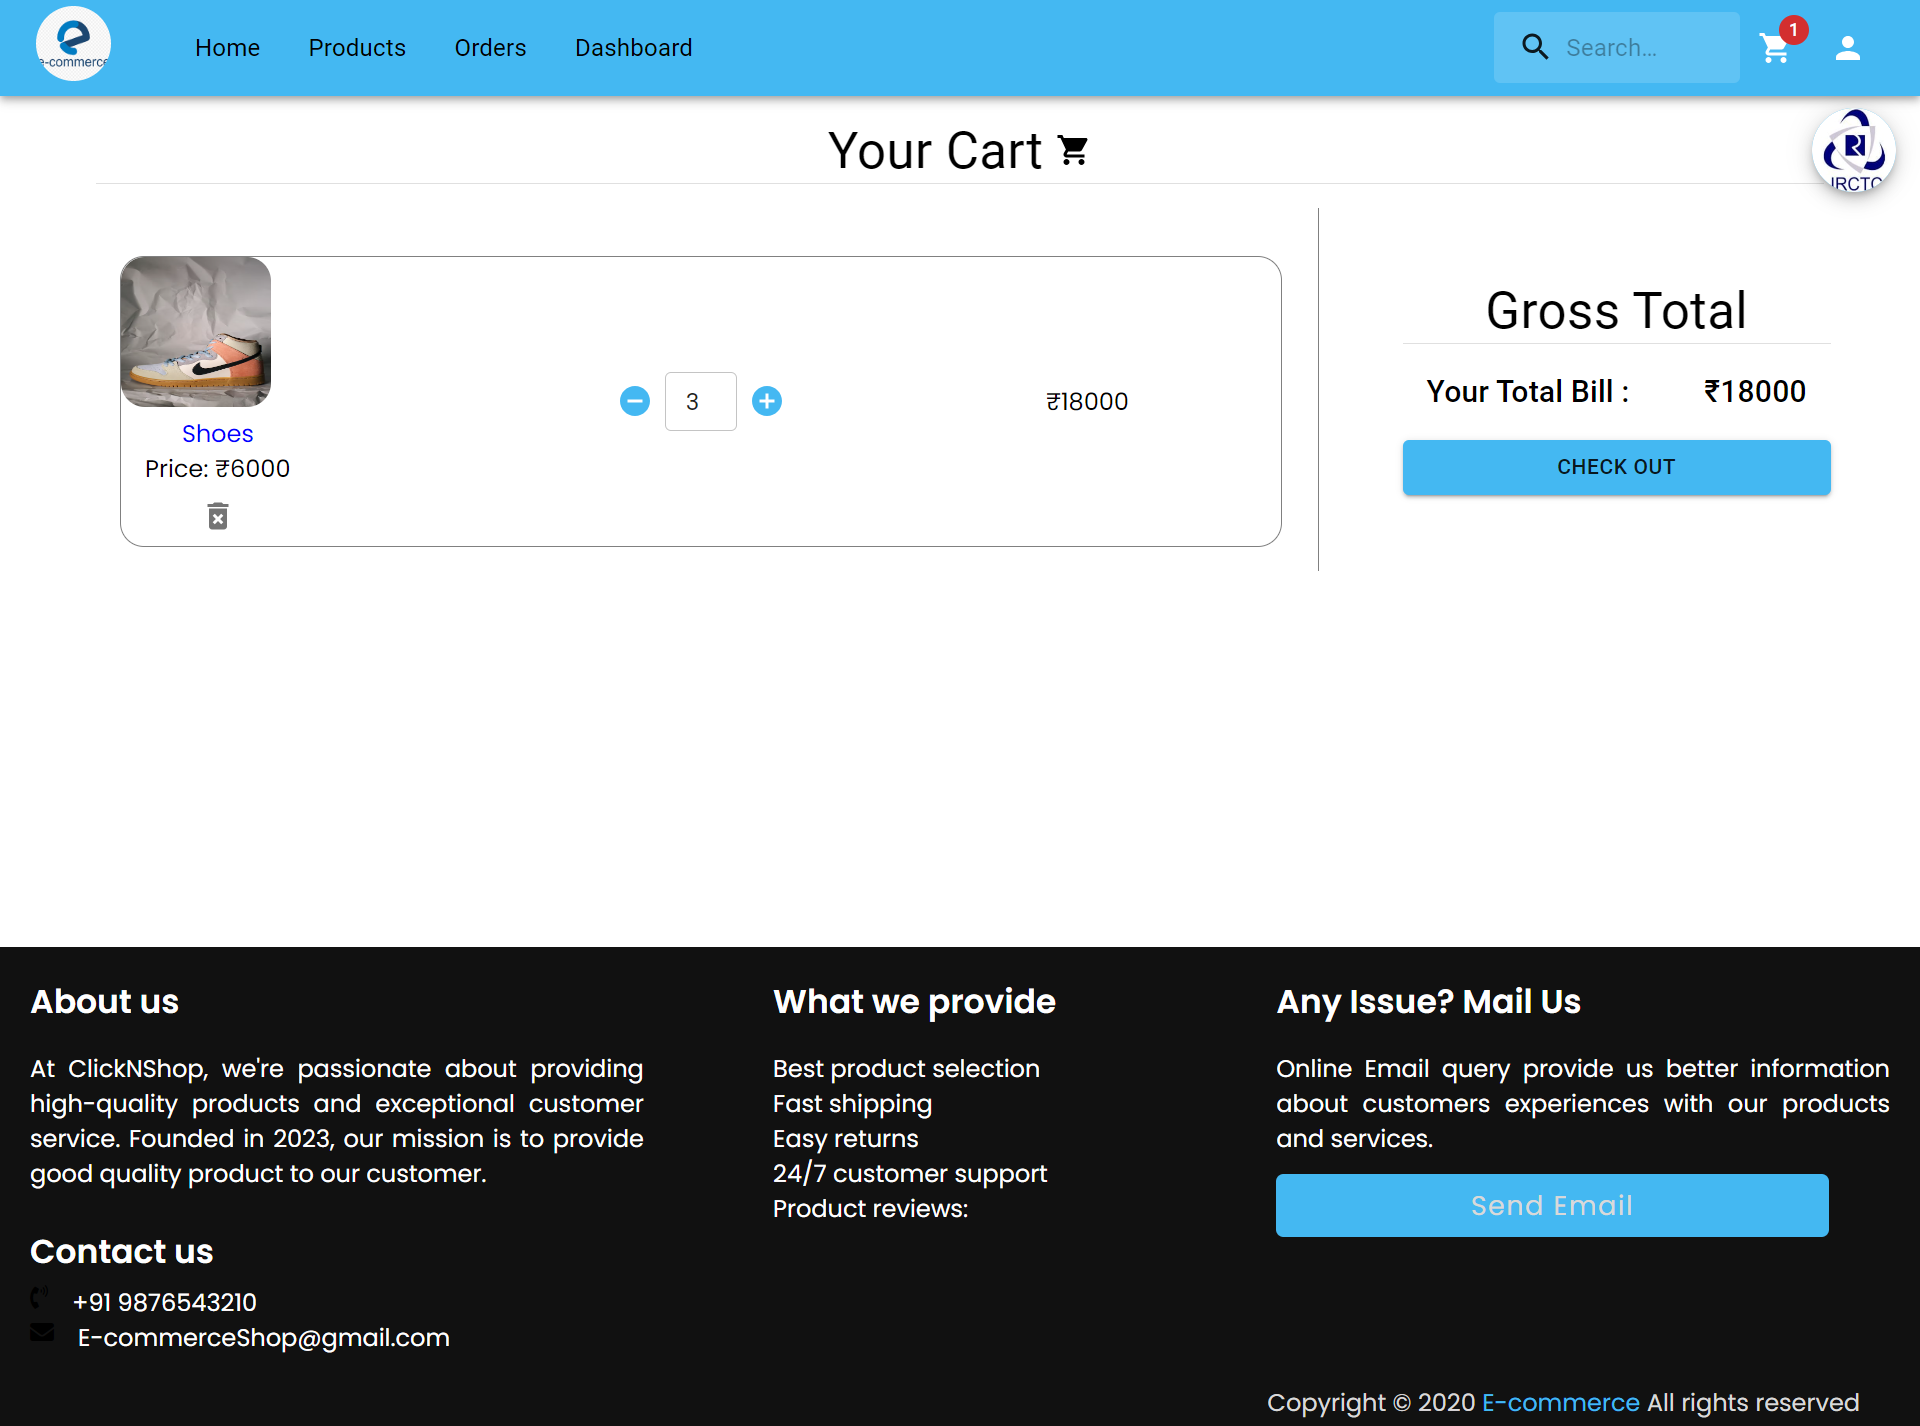 e-commerce
Home
Products
Orders
Dashboard
Search...
1
Your Cart
IRCTC
Shoes
Price: ₹6000
3
₹18000
Gross Total
Your Total Bill : ₹18000
CHECK OUT
About us
At ClickNShop, we're passionate about providing
high-quality products and exceptional customer
service. Founded in 2023, our mission is to provide
good quality product to our customer.
Contact us
+91 9876543210
E-commerceShop@gmail.com
What we provide
Best product selection
Fast shipping
Easy returns
24/7 customer support
Product reviews:
Any Issue? Mail Us
Online Email query provide us better information
about customers experiences with our products
and services.
Send Email
Copyright © 2020 E-commerce All rights reserved